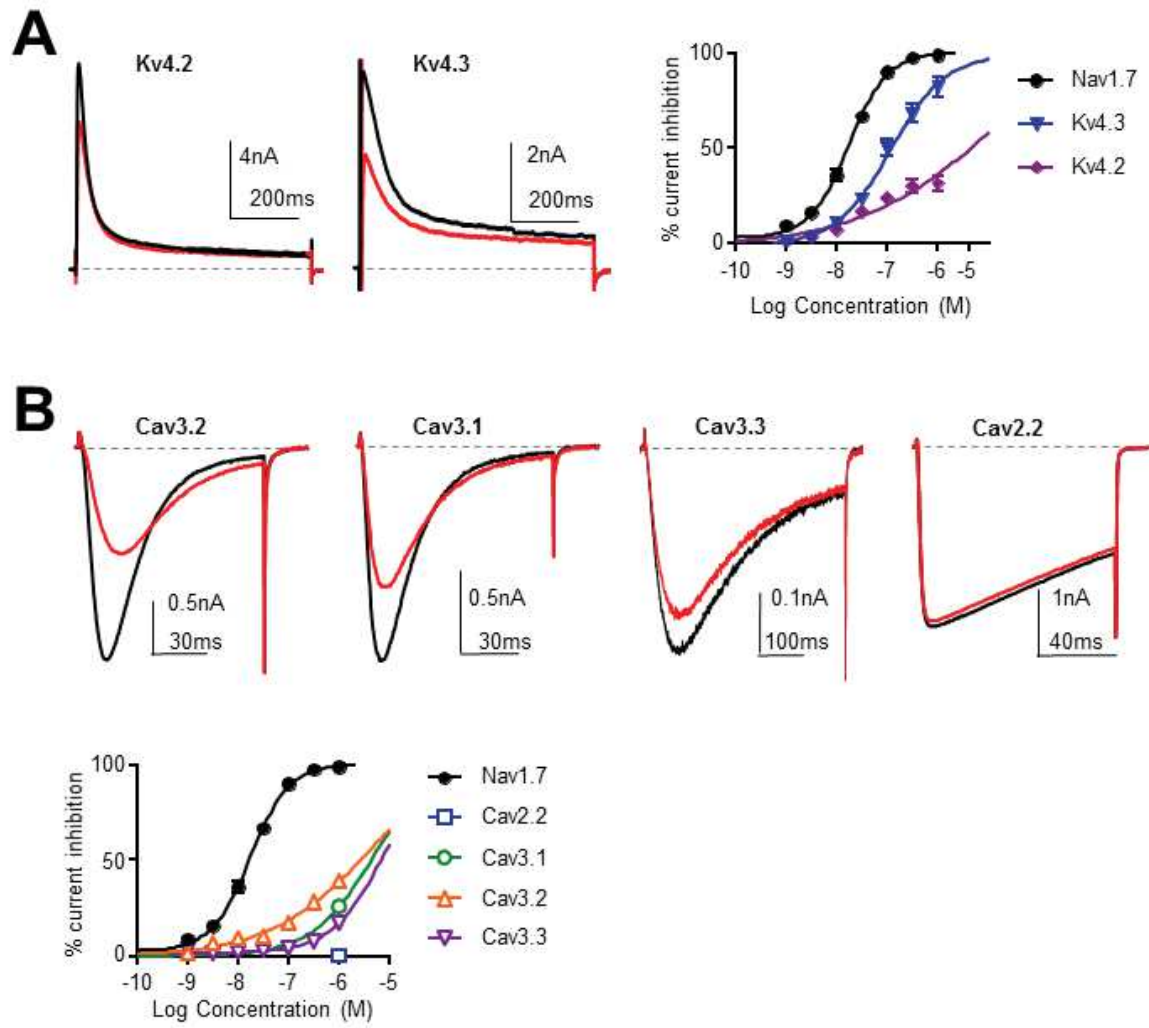 A
Kv4.2
4nA
200ms
Kv4.3
2nA
200ms
% current inhibition
100
50
0
-10 -9 -8 -7 -6 -5
Log Concentration (M)
Nav1.7
Kv4.3
Kv4.2
B
Cav3.2
0.5nA
30ms
Cav3.1
0.5nA
30ms
Cav3.3
0.1nA
100ms
Cav2.2
1nA
40ms
% current inhibition
100
50
0
-10 -9 -8 -7 -6 -5
Log Concentration (M)
Nav1.7
Cav2.2
Cav3.1
Cav3.2
Cav3.3